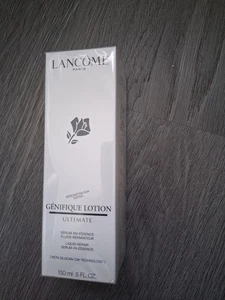 LANCÔME
PARIS
GÉNIFIQUE LOTION
ULTIMATE
SÉRUM-EN-ESSENCE
FLUIDE RÉPARATEUR
LIQUID REPAIR
SERUM-IN-ESSENCE
150 ml 5 FL.OZ.